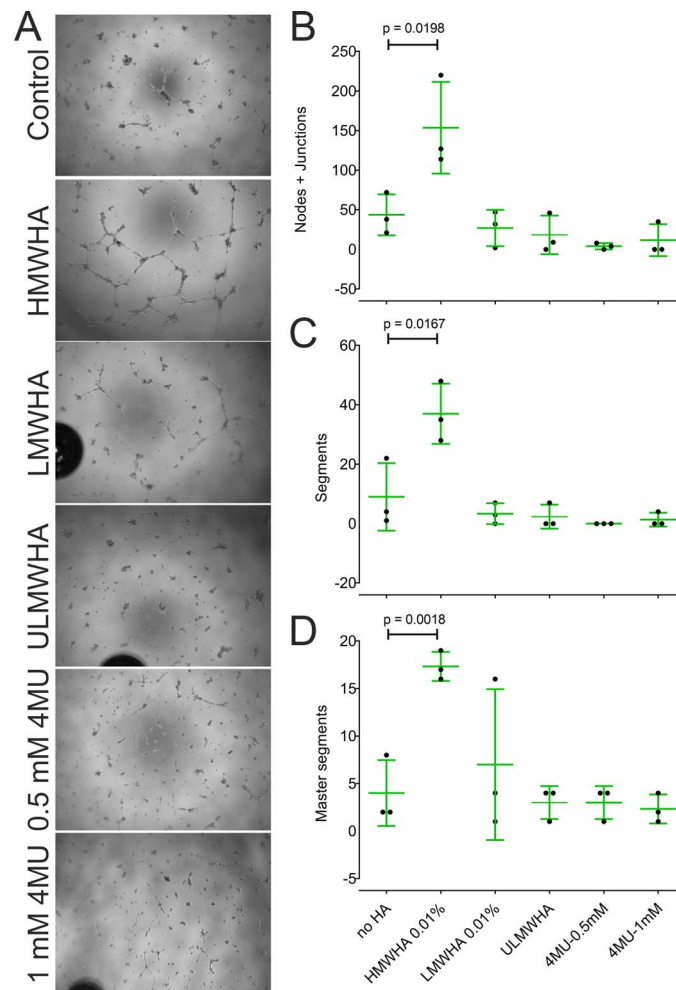 A
Control
HMWHA
LMWHA
ULMWHA
0.5 mM 4MU
1 mM 4MU
B
p = 0.0198
Nodes + Junctions
250
200
150
100
50
0
-50
C
p = 0.0167
Segments
60
40
20
0
-20
D
p = 0.0018
Master segments
20
15
10
5
0
-5
no HA
HMWHA 0.01%
LMWHA 0.01%
ULMWHA
4MU-0.5mM
4MU-1mM